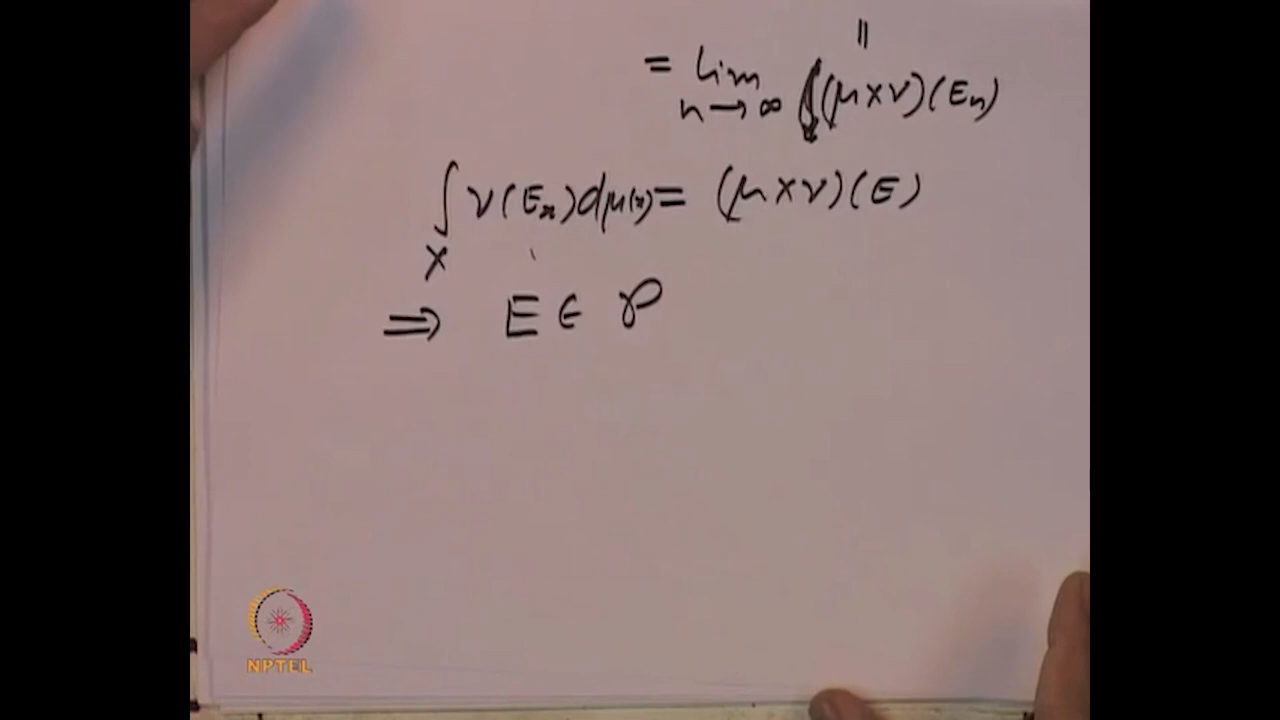 ||
= lim (μ×ν)(Eₙ)
n→∞
∫ ν(Eₓ)dμ(x) = (μ×ν)(E)
X
⇒ E ∈ 𝒫
NPTEL